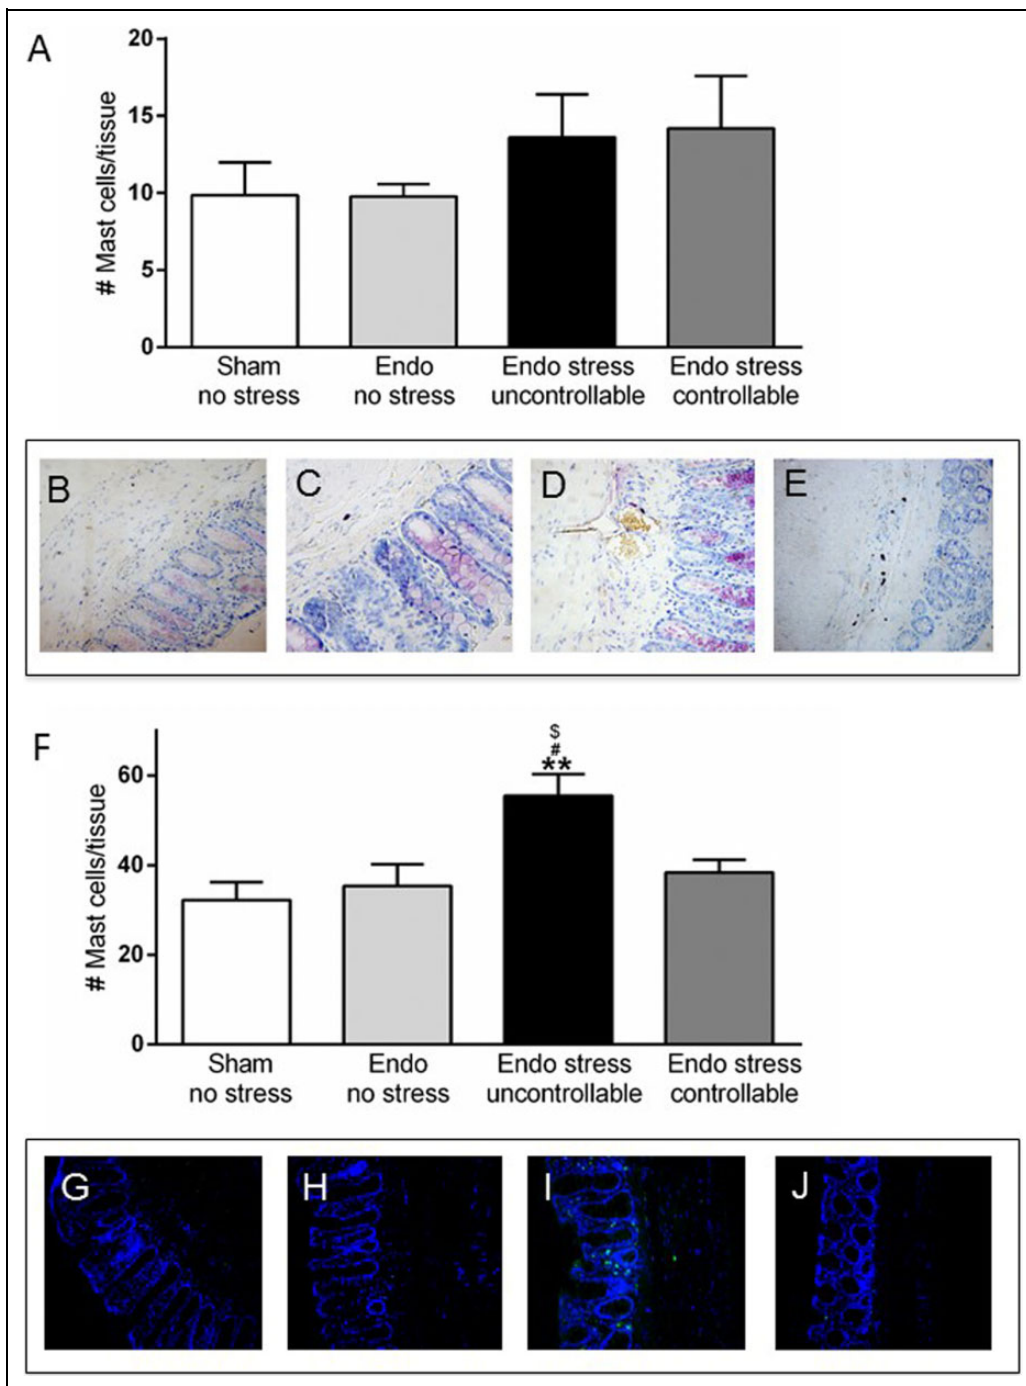 A
20
15
10
5
0
# Mast cells/tissue
Sham
no stress
Endo
no stress
Endo stress
uncontrollable
Endo stress
controllable
B
C
D
E
F
60
40
20
0
# Mast cells/tissue
$
#
**
Sham
no stress
Endo
no stress
Endo stress
uncontrollable
Endo stress
controllable
G
H
I
J